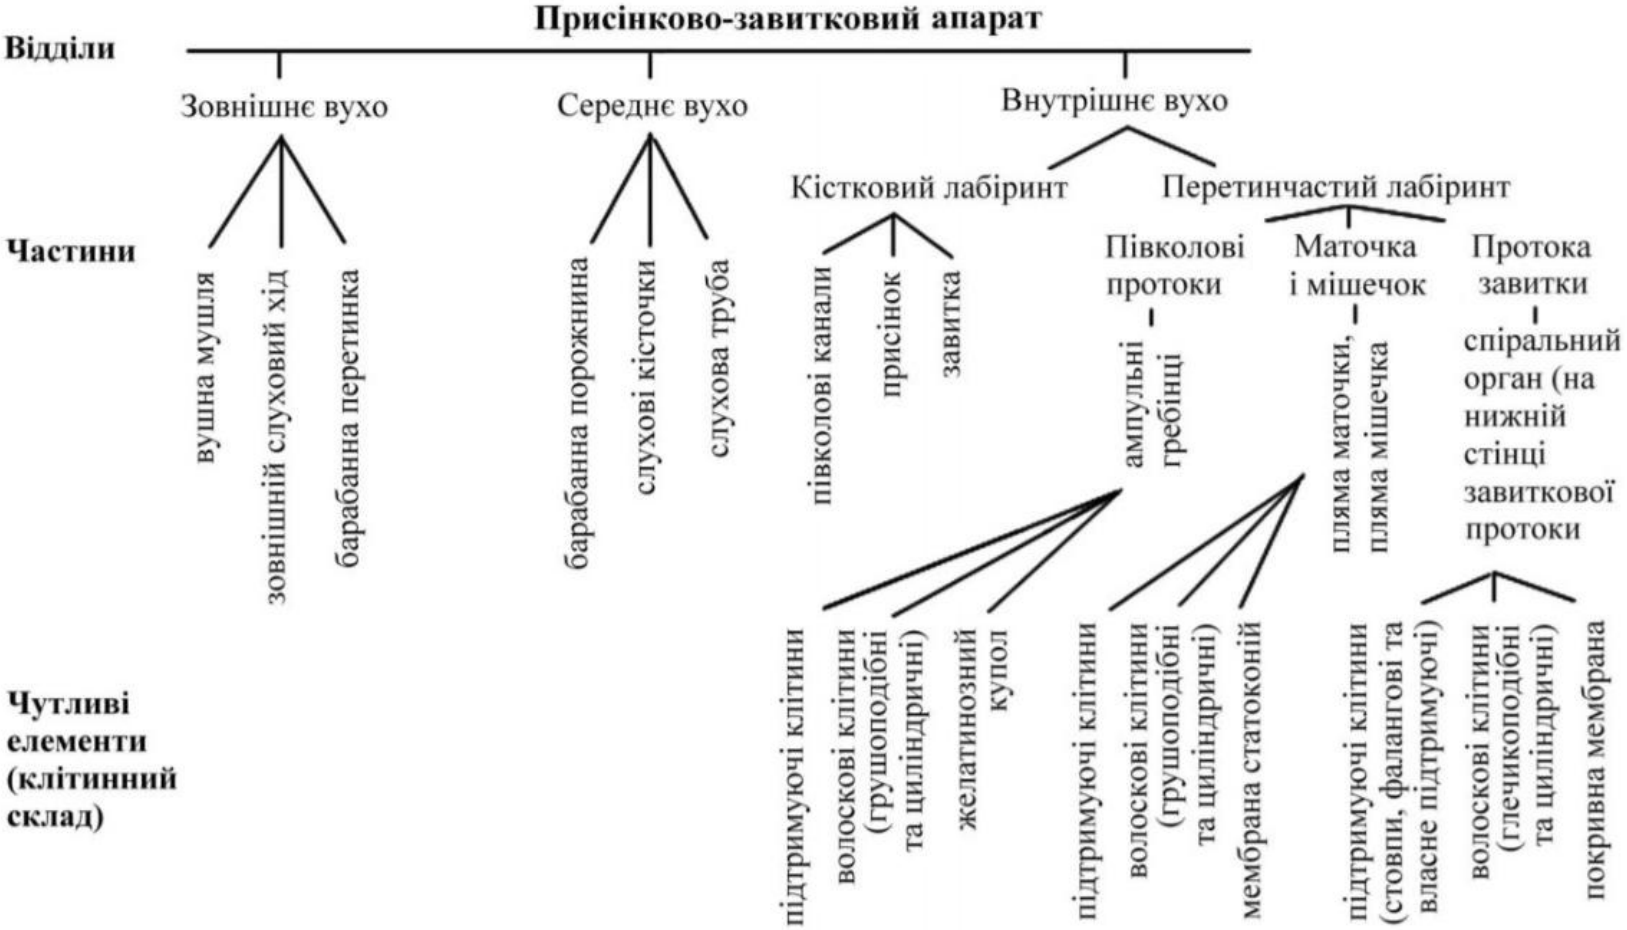 Присінково-завитковий апарат
Відділи
Зовнішнє вухо
Середнє вухо
Внутрішнє вухо
Кістковий лабіринт
Перетинчастий лабіринт
Частини
вушна мушля
зовнішній слуховий хід
барабанна перетинка
барабанна порожнина
слухові кісточки
слухова труба
півколові канали
присінок
завитка
Півколові
протоки
Маточка
і мішечок
Протока
завитки
ампульні
гребінці
пляма маточки,
пляма мішечка
спіральний
орган (на
нижній
стінці
завиткової
протоки
Чутливі
елементи
(клітинний
склад)
підтримуючі клітини
волоскові клітини
(грушоподібні
та циліндричні)
желатинозний
купол
підтримуючі клітини
волоскові клітини
(грушоподібні
та циліндричні)
мембрана статоконій
підтримуючі клітини
(стовпи, фалангові та
власне підтримуючі)
волоскові клітини
(глечикоподібні
та циліндричні)
покривна мембрана